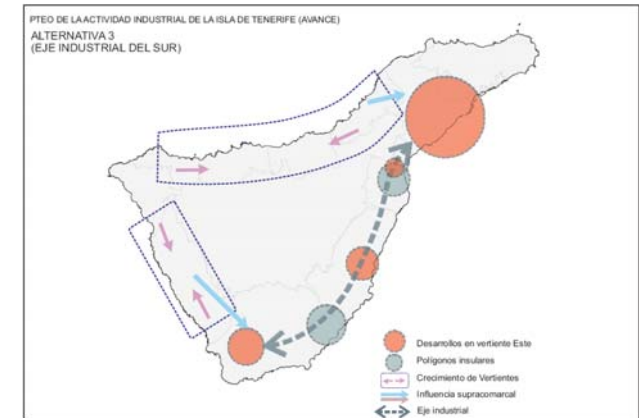 PTEO DE LA ACTIVIDAD INDUSTRIAL DE LA ISLA DE TENERIFE (AVANCE)
ALTERNATIVA 3
(EJE INDUSTRIAL DEL SUR)
Desarrollos en vertiente Este
Polígonos insulares
Crecimiento de Vertientes
Influencia supracomarcal
Eje industrial